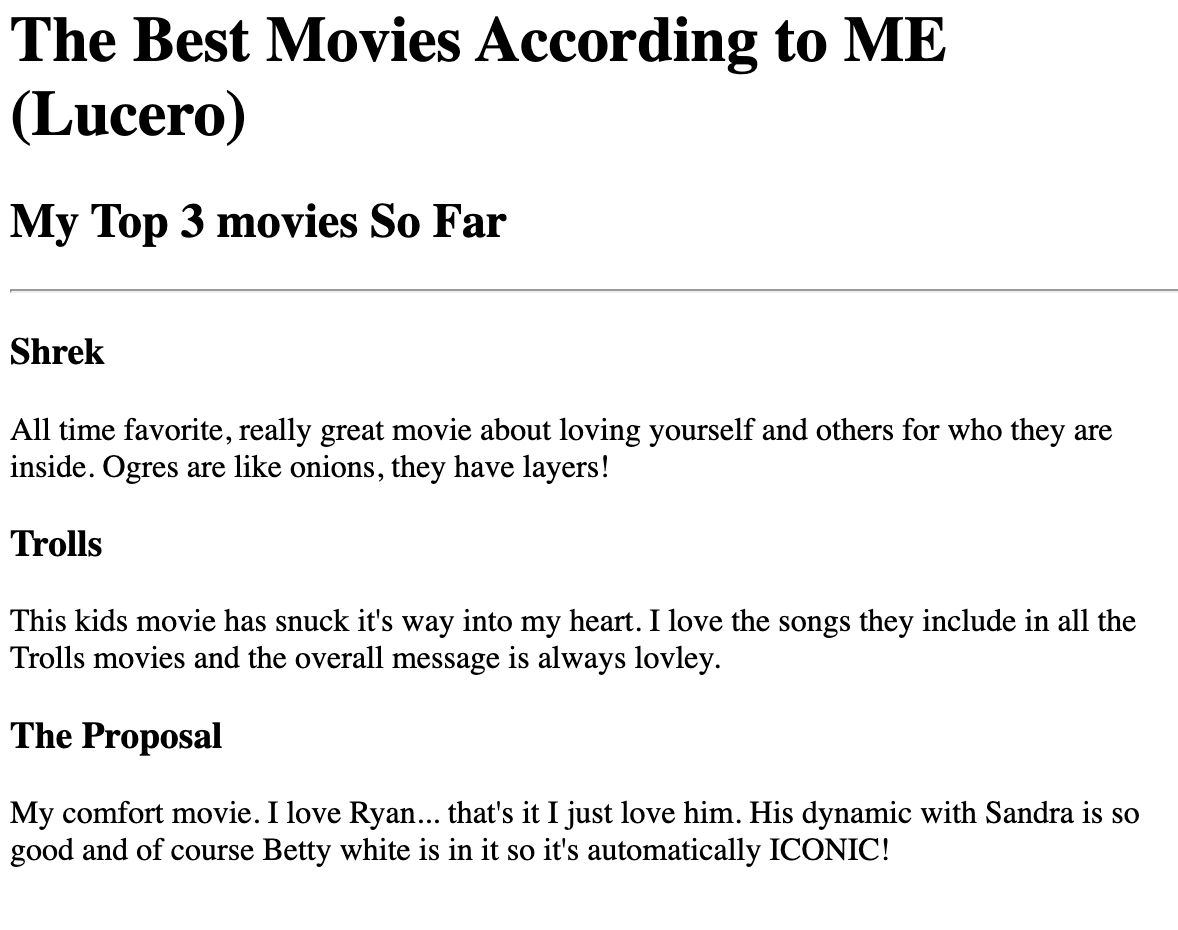 The Best Movies According to ME
(Lucero)
My Top 3 movies So Far
Shrek
All time favorite, really great movie about loving yourself and others for who they are
inside. Ogres are like onions, they have layers!
Trolls
This kids movie has snuck it's way into my heart. I love the songs they include in all the
Trolls movies and the overall message is always lovley.
The Proposal
My comfort movie. I love Ryan... that's it I just love him. His dynamic with Sandra is so
good and of course Betty white is in it so it's automatically ICONIC!